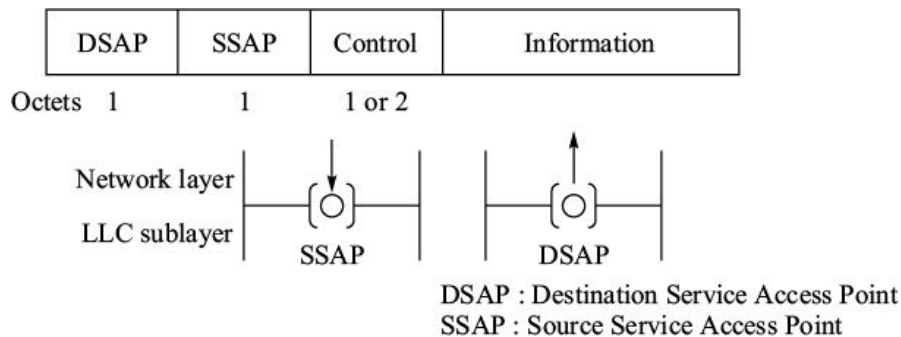 DSAP SSAP Control Information
Octets 1 1 1 or 2
Network layer
LLC sublayer
SSAP DSAP
DSAP : Destination Service Access Point
SSAP : Source Service Access Point